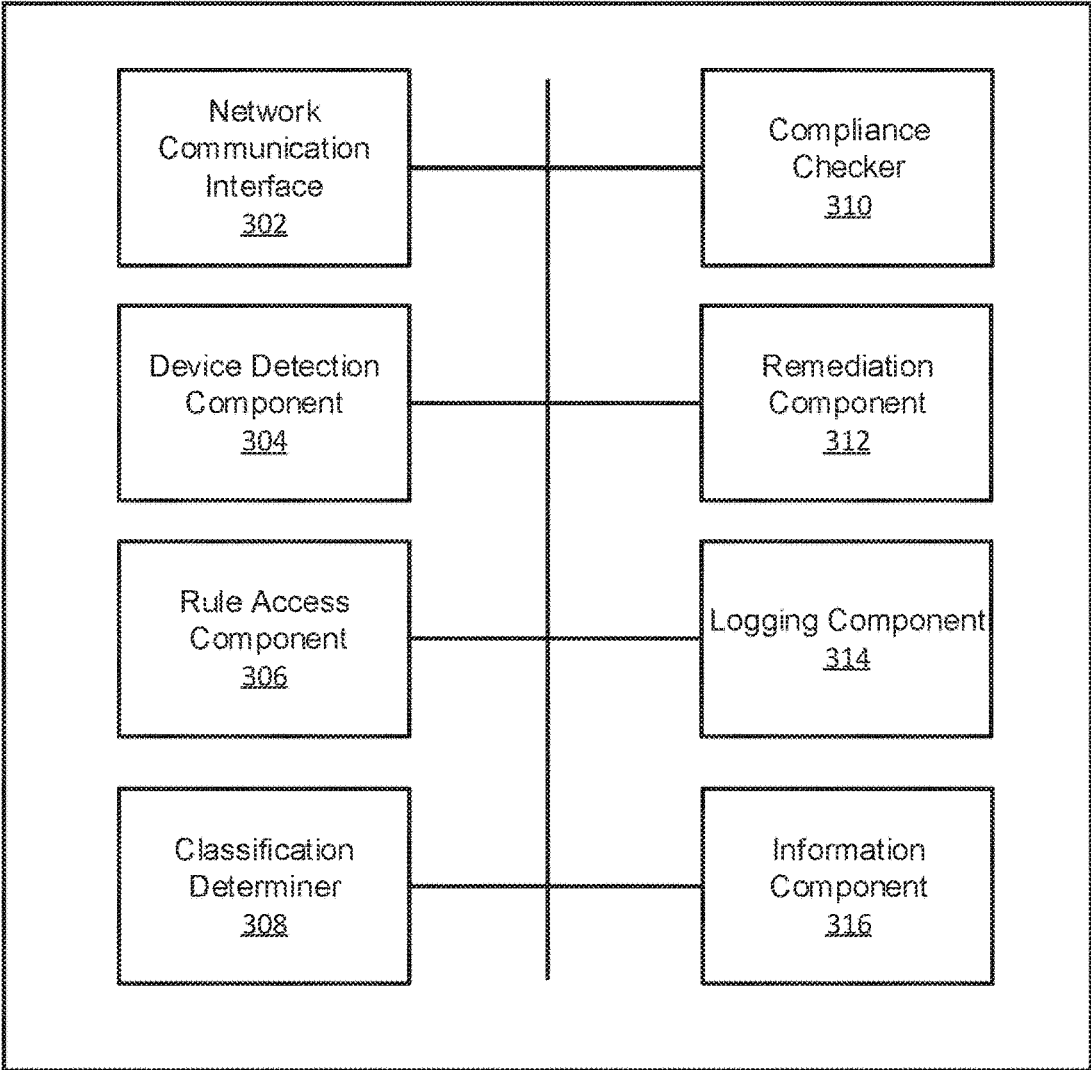 Network
Communication
Interface
302
Compliance
Checker
310
Device Detection
Component
304
Remediation
Component
312
Rule Access
Component
306
Logging Component
314
Classification
Determiner
308
Information
Component
316